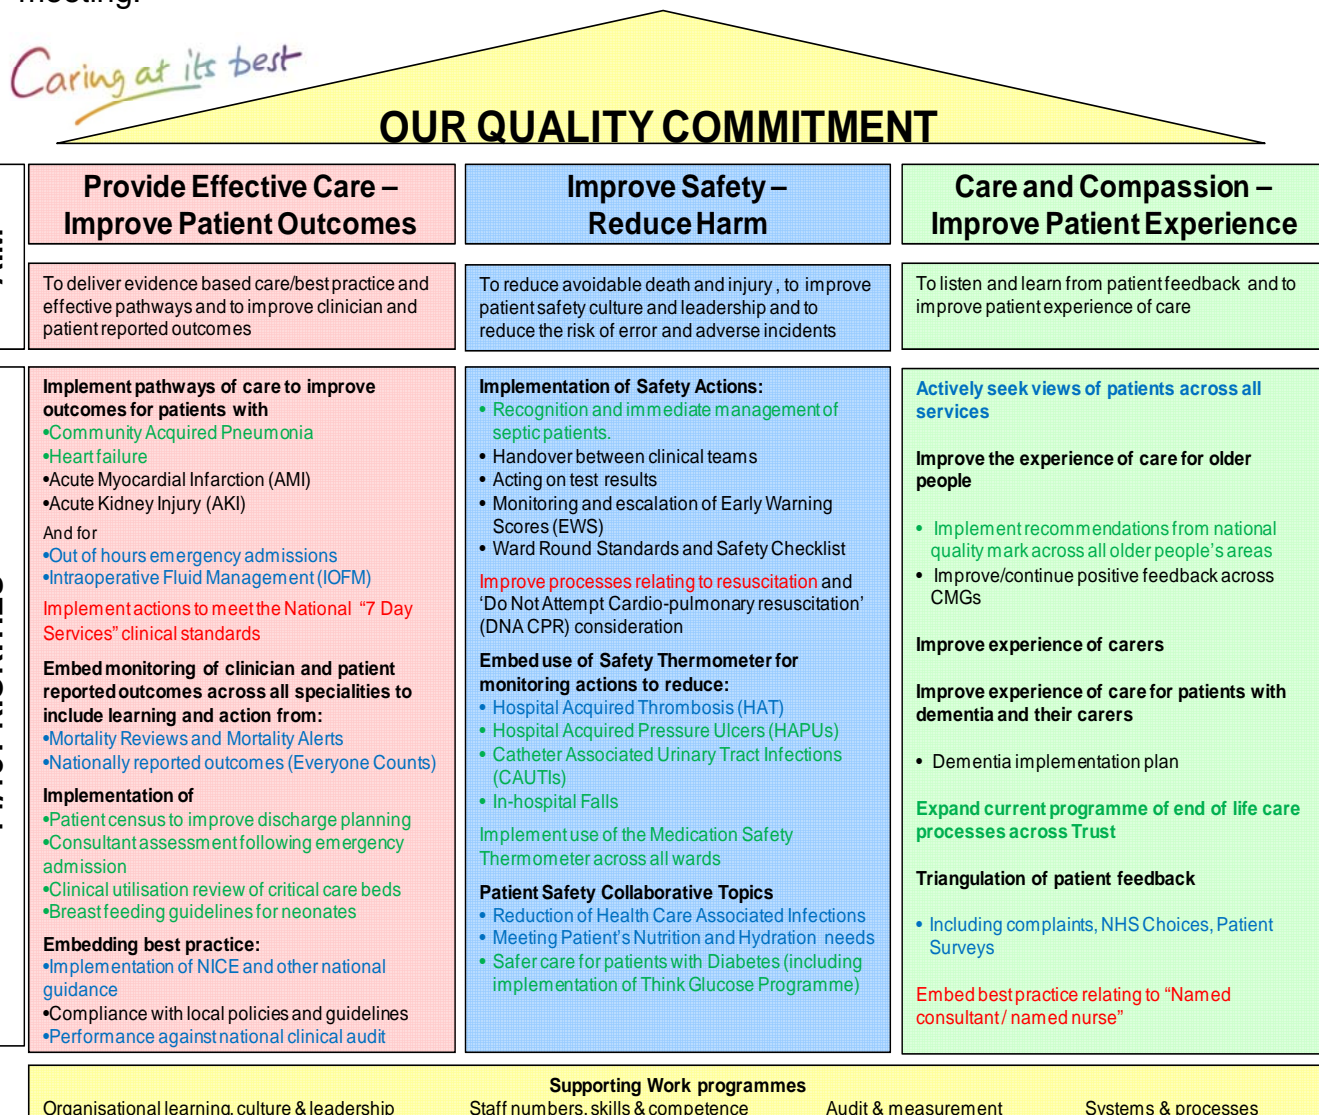 meeting.
Caring at its best
OUR QUALITY COMMITMENT
Provide Effective Care –
Improve Patient Outcomes
Improve Safety –
Reduce Harm
Care and Compassion –
Improve Patient Experience
To deliver evidence based care/best practice and
effective pathways and to improve clinician and
patient reported outcomes
To reduce avoidable death and injury , to improve
patient safety culture and leadership and to
reduce the risk of error and adverse incidents
To listen and learn from patient feedback and to
improve patient experience of care
Implement pathways of care to improve
outcomes for patients with
•Community Acquired Pneumonia
•Heart failure
•Acute Myocardial Infarction (AMI)
•Acute Kidney Injury (AKI)
And for
•Out of hours emergency admissions
•Intraoperative Fluid Management (IOFM)
Implement actions to meet the National “7 Day
Services” clinical standards
Embed monitoring of clinician and patient
reported outcomes across all specialities to
include learning and action from:
•Mortality Reviews and Mortality Alerts
•Nationally reported outcomes (Everyone Counts)
Implementation of
•Patient census to improve discharge planning
•Consultant assessment following emergency
admission
•Clinical utilisation review of critical care beds
•Breast feeding guidelines for neonates
Embedding best practice:
•Implementation of NICE and other national
guidance
•Compliance with local policies and guidelines
•Performance against national clinical audit
Implementation of Safety Actions:
• Recognition and immediate management of
septic patients.
• Handover between clinical teams
• Acting on test results
• Monitoring and escalation of Early Warning
Scores (EWS)
• Ward Round Standards and Safety Checklist
Improve processes relating to resuscitation and
‘Do Not Attempt Cardio-pulmonary resuscitation’
(DNA CPR) consideration
Embed use of Safety Thermometer for
monitoring actions to reduce:
• Hospital Acquired Thrombosis (HAT)
• Hospital Acquired Pressure Ulcers (HAPUs)
• Catheter Associated Urinary Tract Infections
(CAUTIs)
• In-hospital Falls
Implement use of the Medication Safety
Thermometer across all wards
Patient Safety Collaborative Topics
• Reduction of Health Care Associated Infections
• Meeting Patient’s Nutrition and Hydration needs
• Safer care for patients with Diabetes (including
implementation of Think Glucose Programme)
Actively seek views of patients across all
services
Improve the experience of care for older
people
• Implement recommendations from national
quality mark across all older people’s areas
• Improve/continue positive feedback across
CMGs
Improve experience of carers
Improve experience of care for patients with
dementia and their carers
• Dementia implementation plan
Expand current programme of end of life care
processes across Trust
Triangulation of patient feedback
• Including complaints, NHS Choices, Patient
Surveys
Embed best practice relating to “Named
consultant / named nurse”
Supporting Work programmes
Organisational learning, culture & leadership Staff numbers, skills & competence Audit & measurement Systems & processes